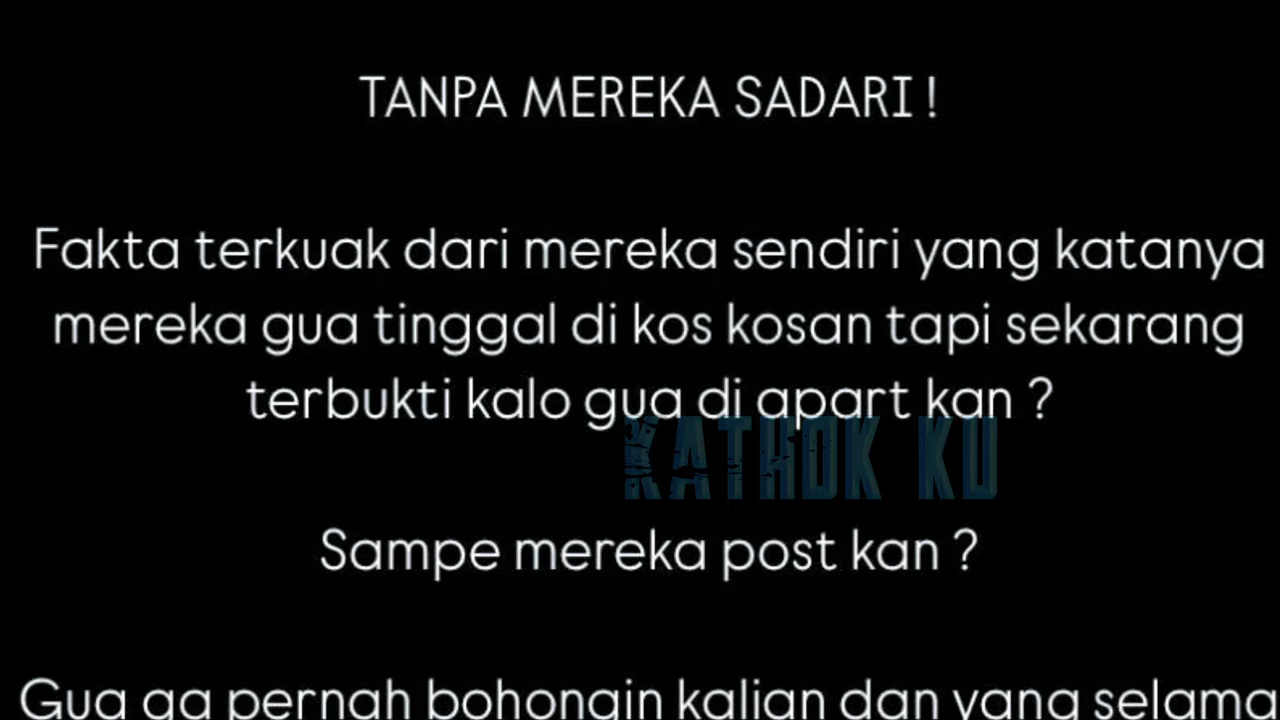 TANPA MEREKA SADARI !
Fakta terkuak dari mereka sendiri yang katanya
mereka gua tinggal di kos kosan tapi sekarang
terbukti kalo gua di apart kan ?
KATHOK KU
Sampe mereka post kan ?
Gua ga pernah bohongin kalian dan yang selama